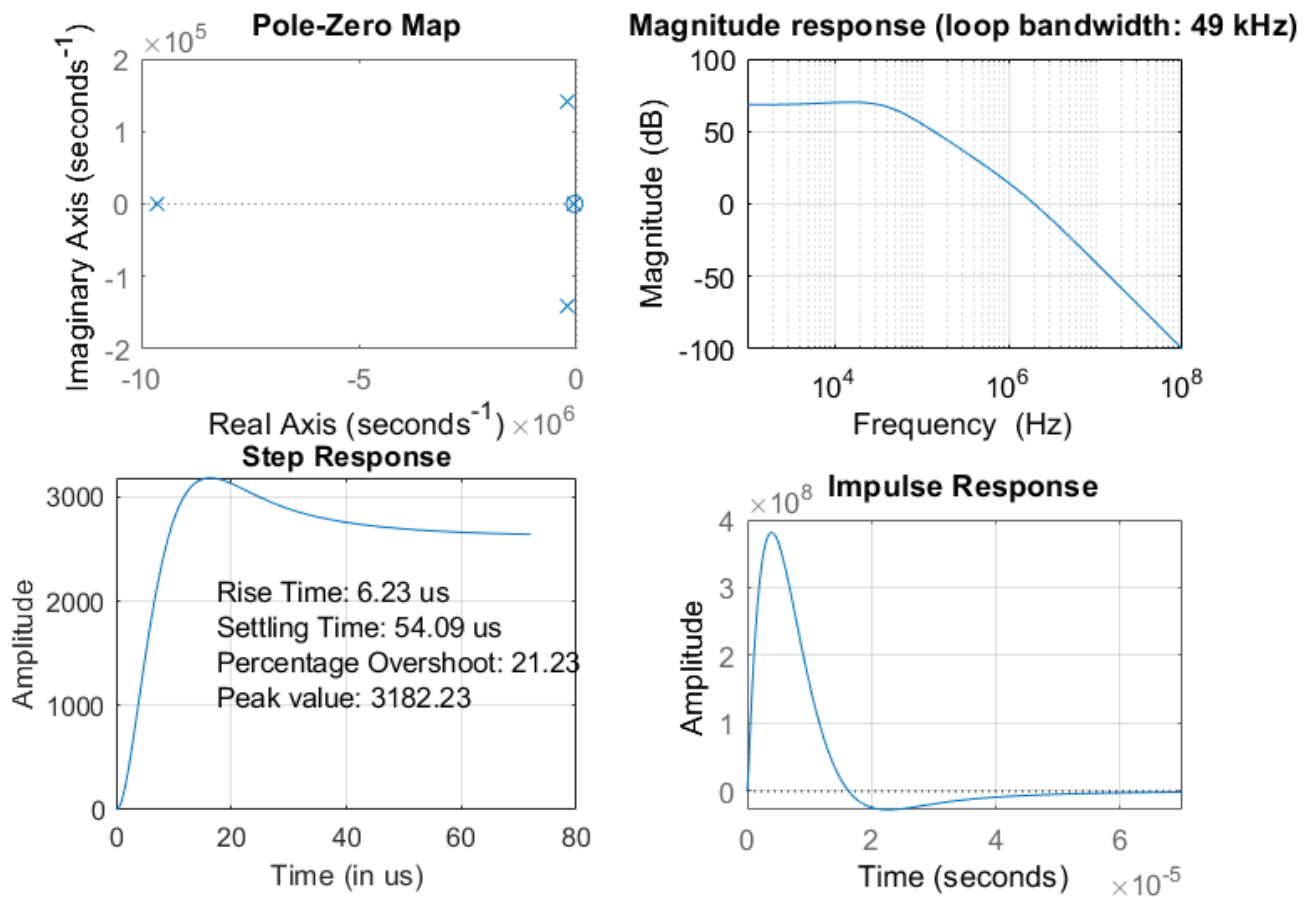 Pole-Zero Map
×10^5
2
1
0
-1
-2
Imaginary Axis (seconds^-1)
-10
-5
0
Real Axis (seconds^-1)
×10^6
Magnitude response (loop bandwidth: 49 kHz)
100
50
0
-50
-100
Magnitude (dB)
10^4
10^6
10^8
Frequency (Hz)
Step Response
3000
2000
1000
0
Amplitude
Rise Time: 6.23 us
Settling Time: 54.09 us
Percentage Overshoot: 21.23
Peak value: 3182.23
0
20
40
60
80
Time (in us)
Impulse Response
×10^8
4
3
2
1
0
Amplitude
0
2
4
6
Time (seconds)
×10^-5